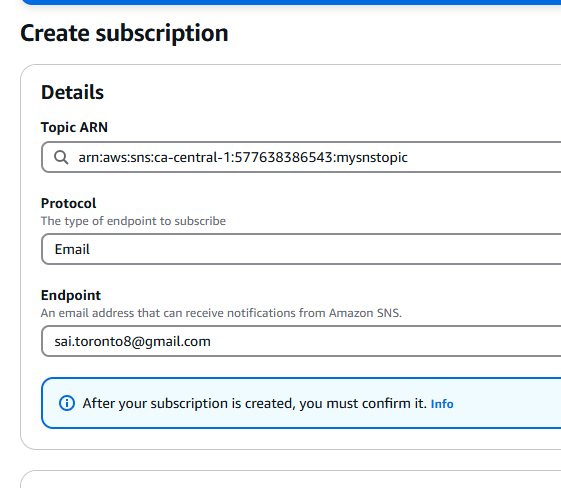 Create subscription
Details
Topic ARN
arn:aws:sns:ca-central-1:577638386543:mysnstopic
Protocol
The type of endpoint to subscribe
Email
Endpoint
An email address that can receive notifications from Amazon SNS.
sai.toronto8@gmail.com
After your subscription is created, you must confirm it. Info